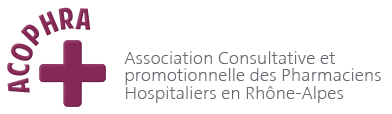 ACOPHRA
Association Consultative et
promotionnelle des Pharmaciens
Hospitaliers en Rhône-Alpes